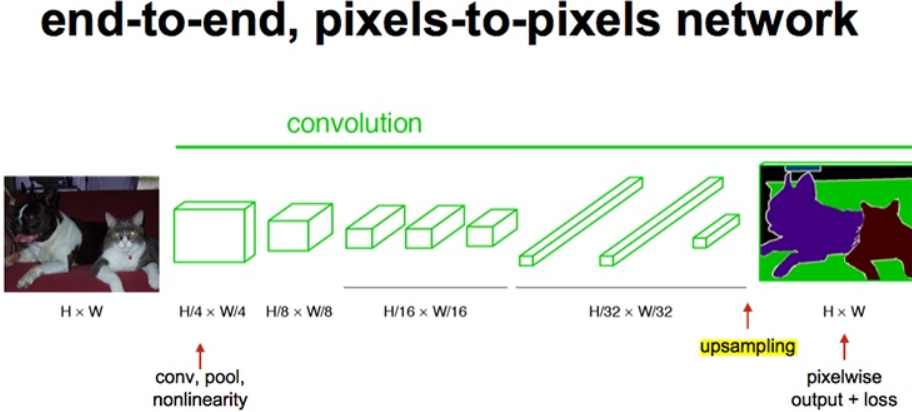 end-to-end, pixels-to-pixels network
convolution
H × W
H/4 × W/4
H/8 × W/8
H/16 × W/16
H/32 × W/32
H × W
conv, pool,
nonlinearity
upsampling
pixelwise
output + loss